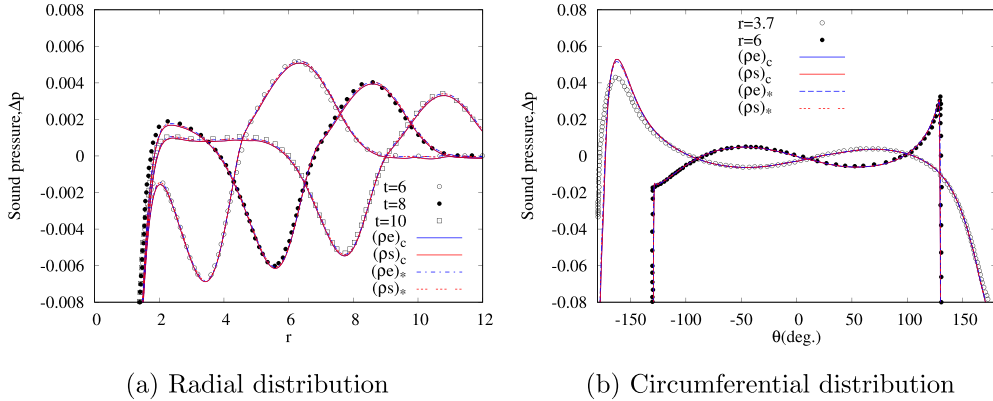 Sound pressure,Δp
0.008
0.006
0.004
0.002
0
-0.002
-0.004
-0.006
-0.008
0 2 4 6 8 10 12
r
t=6
t=8
t=10
(ρe)c
(ρs)c
(ρe)*
(ρs)*
(a) Radial distribution
Sound pressure,Δp
0.08
0.06
0.04
0.02
0
-0.02
-0.04
-0.06
0.08
-150 -100 -50 0 50 100 150
θ(deg.)
r=3.7
r=6
(ρe)c
(ρs)c
(ρe)*
(ρs)*
(b) Circumferential distribution